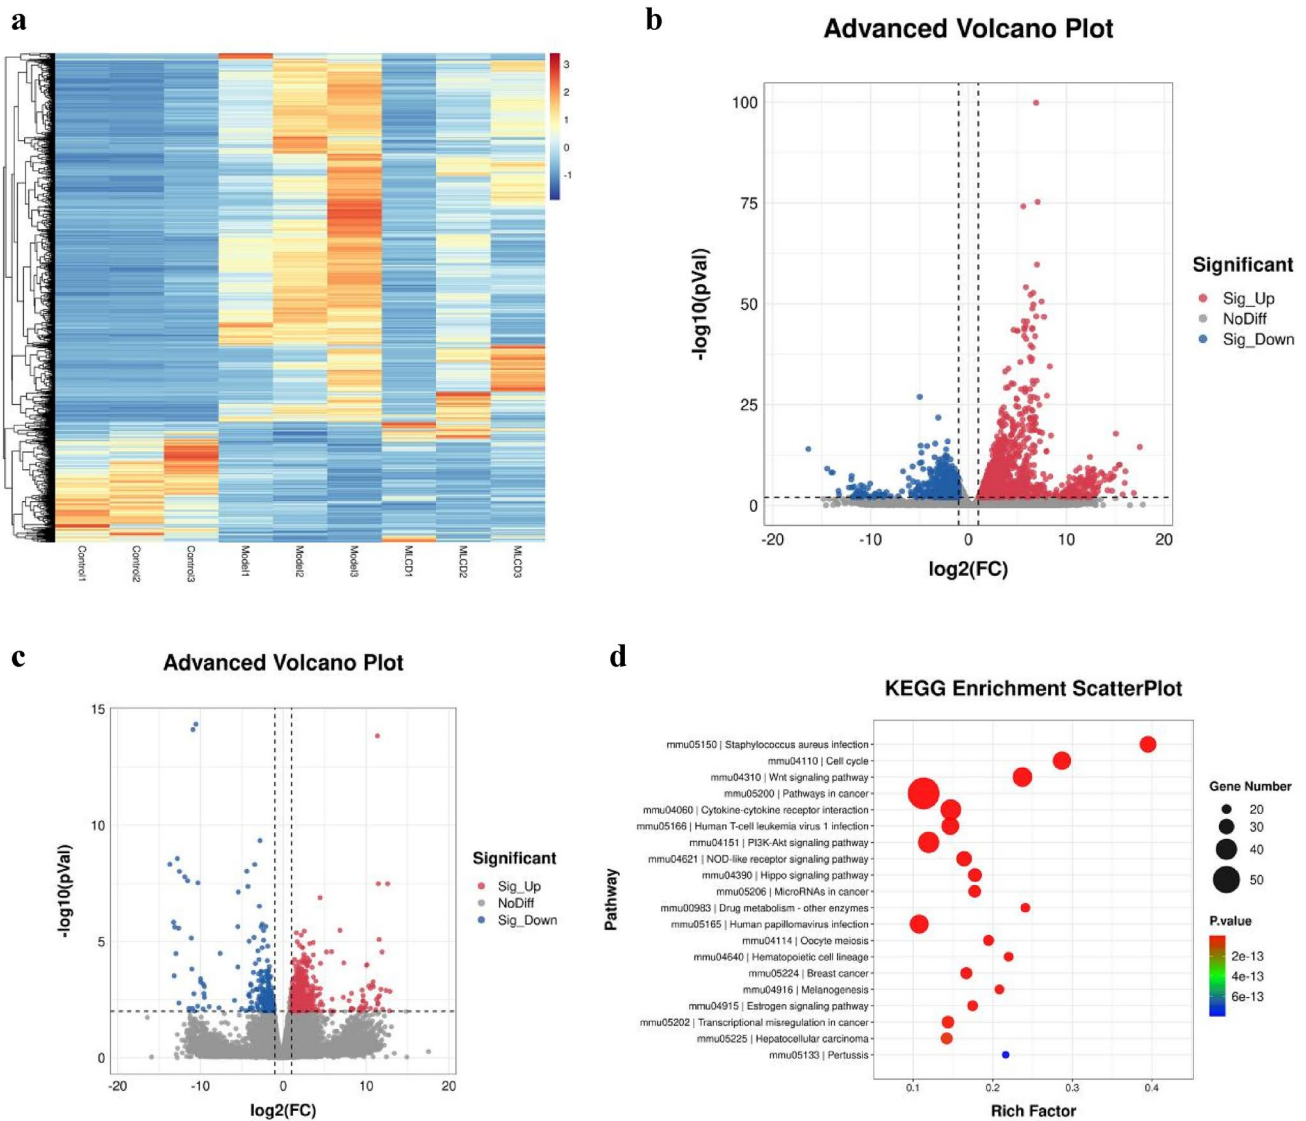 a
3
2
1
0
-1
Control1
Control2
Control3
Model1
Model2
Model3
MLCD1
MLCD2
MLCD3
b
Advanced Volcano Plot
-log10(pVal)
100
75
50
25
0
-20
-10
0
10
20
log2(FC)
Significant
Sig_Up
NoDiff
Sig_Down
c
Advanced Volcano Plot
-log10(pVal)
15
10
5
0
-20
-10
0
10
20
log2(FC)
Significant
Sig_Up
NoDiff
Sig_Down
d
KEGG Enrichment ScatterPlot
Pathway
mmu05150 | Staphylococcus aureus infection
mmu04110 | Cell cycle
mmu04310 | Wnt signaling pathway
mmu05200 | Pathways in cancer
mmu04060 | Cytokine-cytokine receptor interaction
mmu05166 | Human T-cell leukemia virus 1 infection
mmu04151 | PI3K-Akt signaling pathway
mmu04621 | NOD-like receptor signaling pathway
mmu04390 | Hippo signaling pathway
mmu05206 | MicroRNAs in cancer
mmu00983 | Drug metabolism - other enzymes
mmu05165 | Human papillomavirus infection
mmu04114 | Oocyte meiosis
mmu04640 | Hematopoietic cell lineage
mmu05224 | Breast cancer
mmu04916 | Melanogenesis
mmu04915 | Estrogen signaling pathway
mmu05202 | Transcriptional misregulation in cancer
mmu05225 | Hepatocellular carcinoma
mmu05133 | Pertussis
0.1
0.2
0.3
0.4
Rich Factor
Gene Number
20
30
40
50
P.value
2e-13
4e-13
6e-13